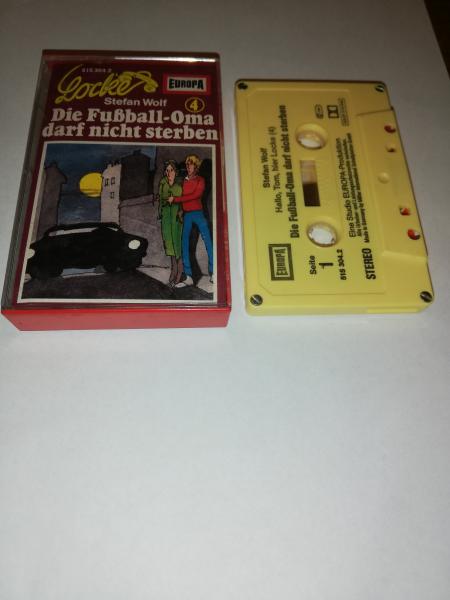 515 304.2
Locke
EUROPA
Stefan Wolf
4
Die Fußball-Oma
darf nicht sterben
EUROPA
Stefan Wolf
Hallo, Tom, hier Locke (4)
Die Fußball-Oma darf nicht sterben
Seite
1
515 304.2
STEREO
Eine Studio EUROPA-Produktion